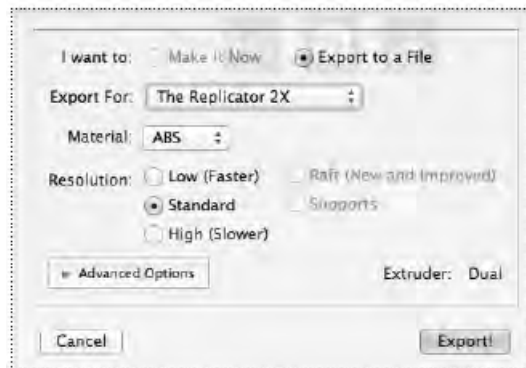 I want to: Make It Now Export to a File
Export For: The Replicator 2X
Material: ABS
Resolution: Low (Faster) Raft (New and Improved)
Standard Supports
High (Slower)
Advanced Options Extruder: Dual
Cancel Export!